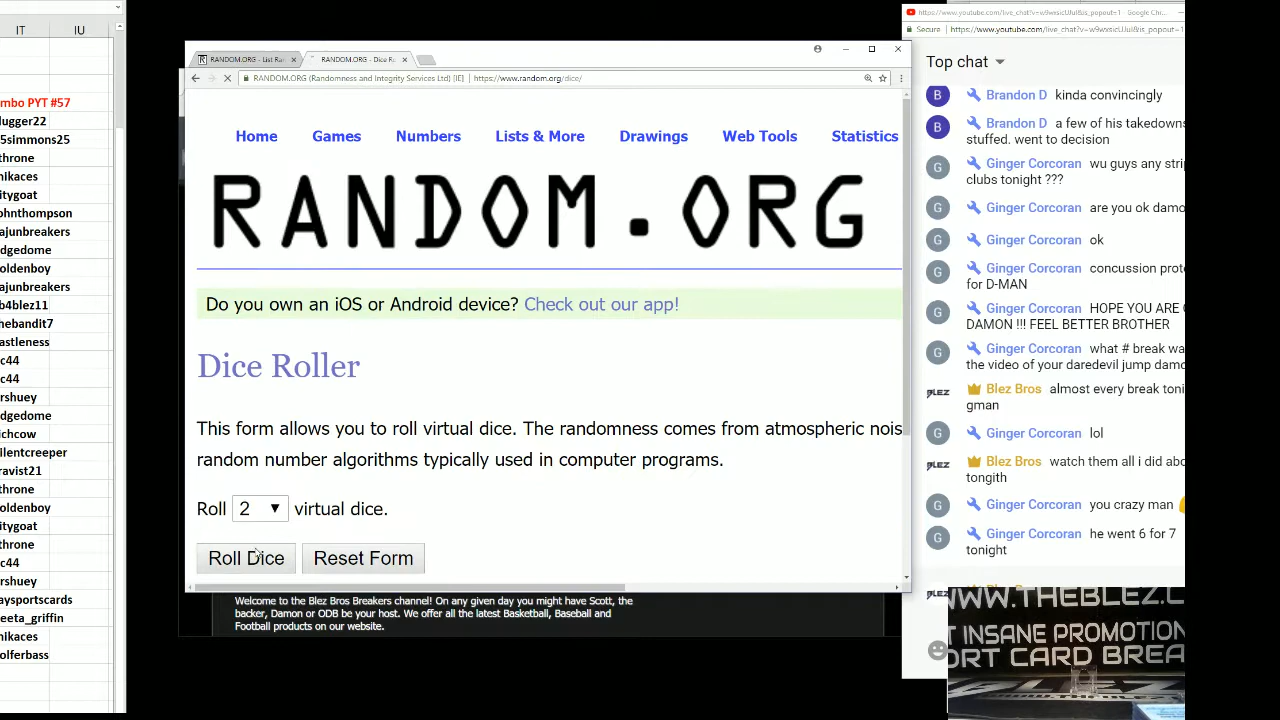 IT
IU
mbo PYT #57
lugger22
5simmons25
throne
nikaces
itygoat
ohnthompson
ajunbreakers
dgedome
oldenboy
ajunbreakers
b4blez11
hebandit7
astleness
c44
c44
rshuey
dgedome
ichcow
ilentcreeper
ravist21
throne
oldenboy
itygoat
throne
c44
rshuey
aysportscards
eeta_griffin
nikaces
olferbass
RANDOM.ORG - List Ra
RANDOM.ORG - Dice Ro
RANDOM.ORG (Randomness and Integrity Services Ltd) [IE]
https://www.random.org/dice/
Home
Games
Numbers
Lists & More
Drawings
Web Tools
Statistics
RANDOM.ORG
Do you own an iOS or Android device? Check out our app!
Dice Roller
This form allows you to roll virtual dice. The randomness comes from atmospheric nois
random number algorithms typically used in computer programs.
Roll 2 virtual dice.
Roll Dice
Reset Form
Welcome to the Blez Bros Breakers channel! On any given day you might have Scott, the
backer, Damon or ODB be your host. We offer all the latest Basketball, Baseball and
Football products on our website.
Secure
Top chat
B Brandon D kinda convincingly
B Brandon D a few of his takedowns
stuffed. went to decision
G Ginger Corcoran wu guys any strip
clubs tonight ???
G Ginger Corcoran are you ok damo
G Ginger Corcoran ok
G Ginger Corcoran concussion prot
for D-MAN
G Ginger Corcoran HOPE YOU ARE
DAMON !!! FEEL BETTER BROTHER
G Ginger Corcoran what # break wa
the video of your daredevil jump damo
BLEZ Blez Bros almost every break toni
gman
G Ginger Corcoran lol
BLEZ Blez Bros watch them all i did abo
tongith
G Ginger Corcoran you crazy man
G Ginger Corcoran he went 6 for 7
tonight
BLEZ
WWW.THEBLEZ.C
T INSANE PROMOTION
ORT CARD BREA